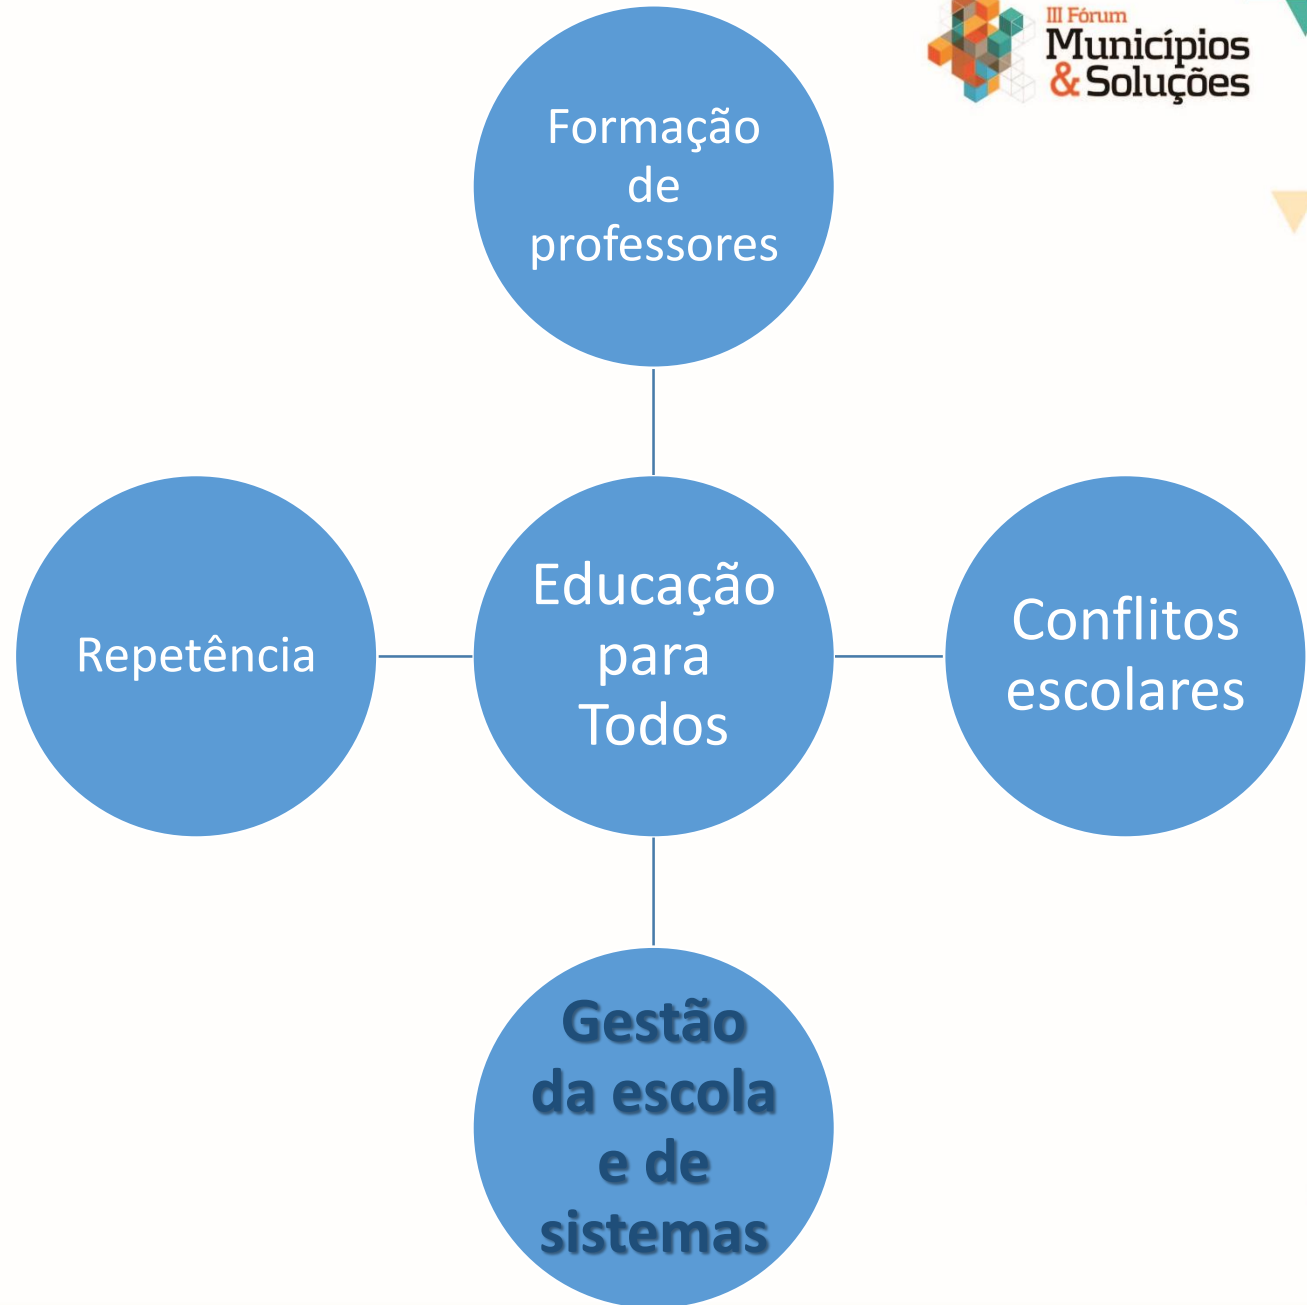 III Fórum
Municípios
& Soluções
Formação
de
professores
Repetência
Educação
para
Todos
Conflitos
escolares
Gestão
da escola
e de
sistemas